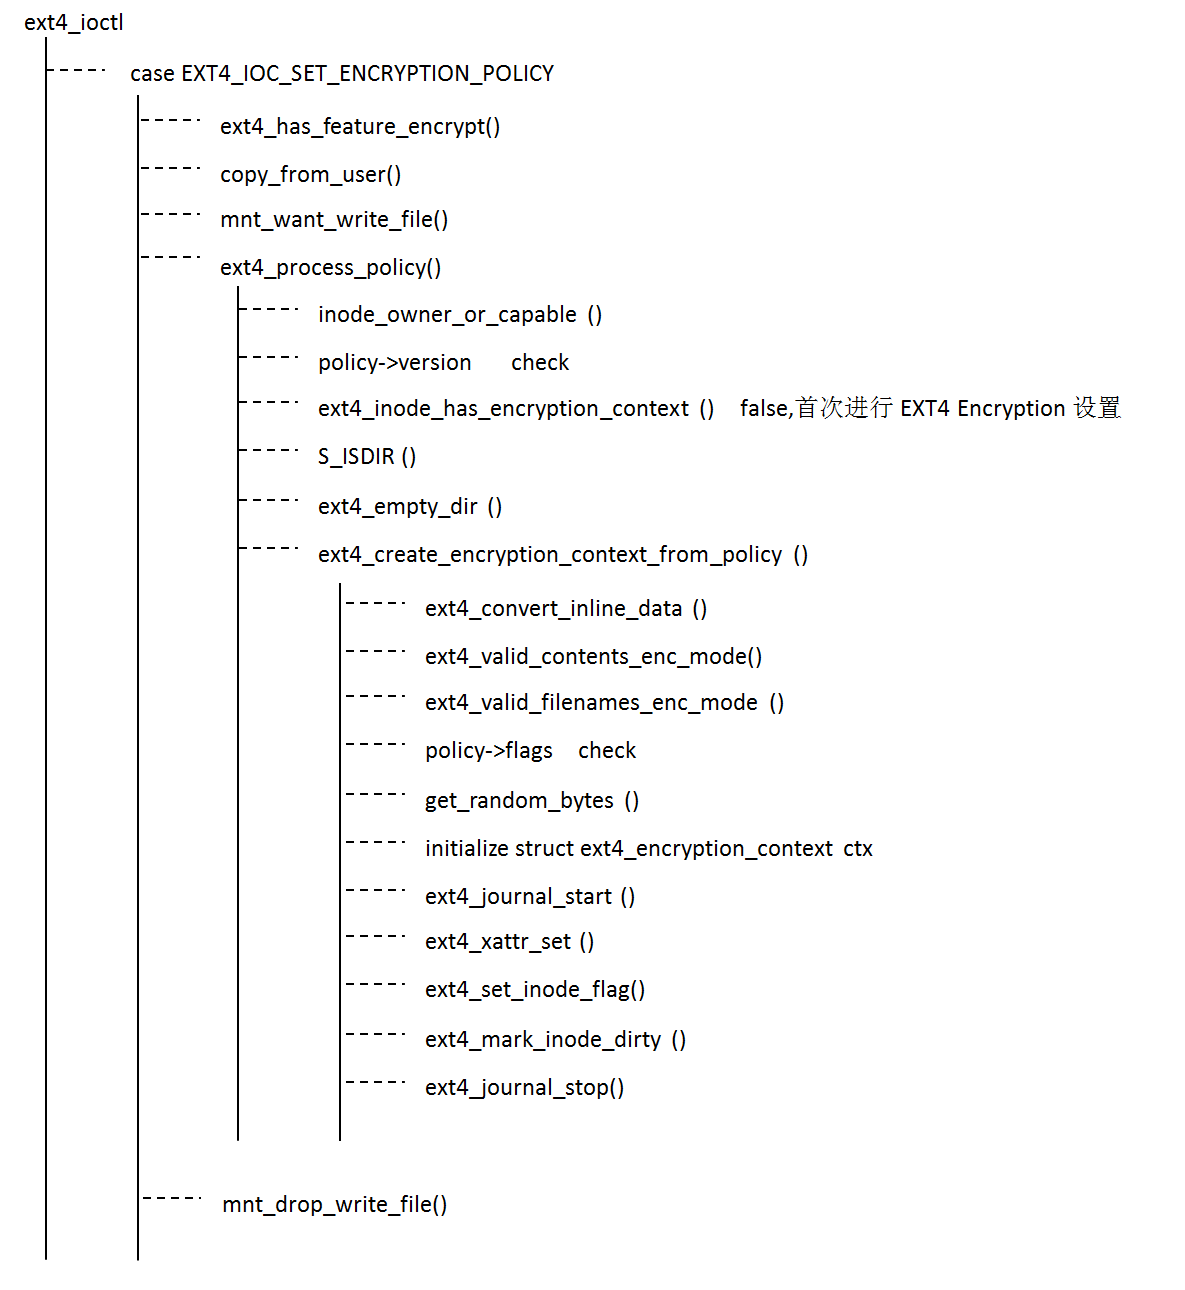 ext4_ioctl
case EXT4_IOC_SET_ENCRYPTION_POLICY
ext4_has_feature_encrypt()
copy_from_user()
mnt_want_write_file()
ext4_process_policy()
inode_owner_or_capable ()
policy->version check
ext4_inode_has_encryption_context () false,首次进行 EXT4 Encryption 设置
S_ISDIR ()
ext4_empty_dir ()
ext4_create_encryption_context_from_policy ()
ext4_convert_inline_data ()
ext4_valid_contents_enc_mode()
ext4_valid_filenames_enc_mode ()
policy->flags check
get_random_bytes ()
initialize struct ext4_encryption_context ctx
ext4_journal_start ()
ext4_xattr_set ()
ext4_set_inode_flag()
ext4_mark_inode_dirty ()
ext4_journal_stop()
mnt_drop_write_file()